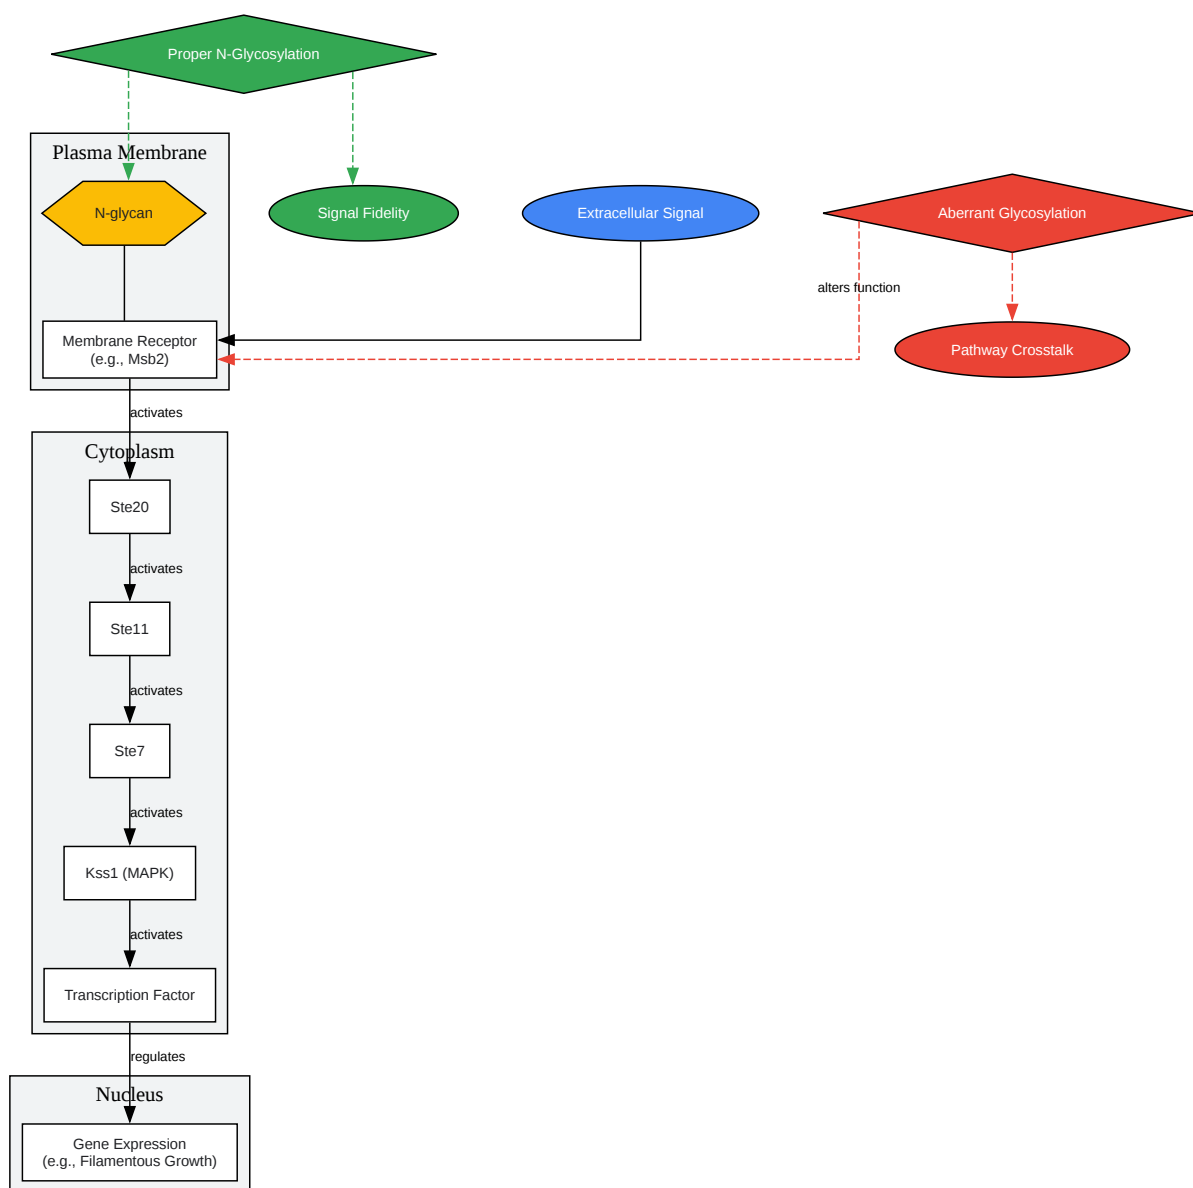 Proper N-Glycosylation
Plasma Membrane
N-glycan
Signal Fidelity
Extracellular Signal
Aberrant Glycosylation
alters function
Membrane Receptor
(e.g., Msb2)
Pathway Crosstalk
activates
Cytoplasm
Ste20
activates
Ste11
activates
Ste7
activates
Kss1 (MAPK)
activates
Transcription Factor
regulates
Nucleus
Gene Expression
(e.g., Filamentous Growth)